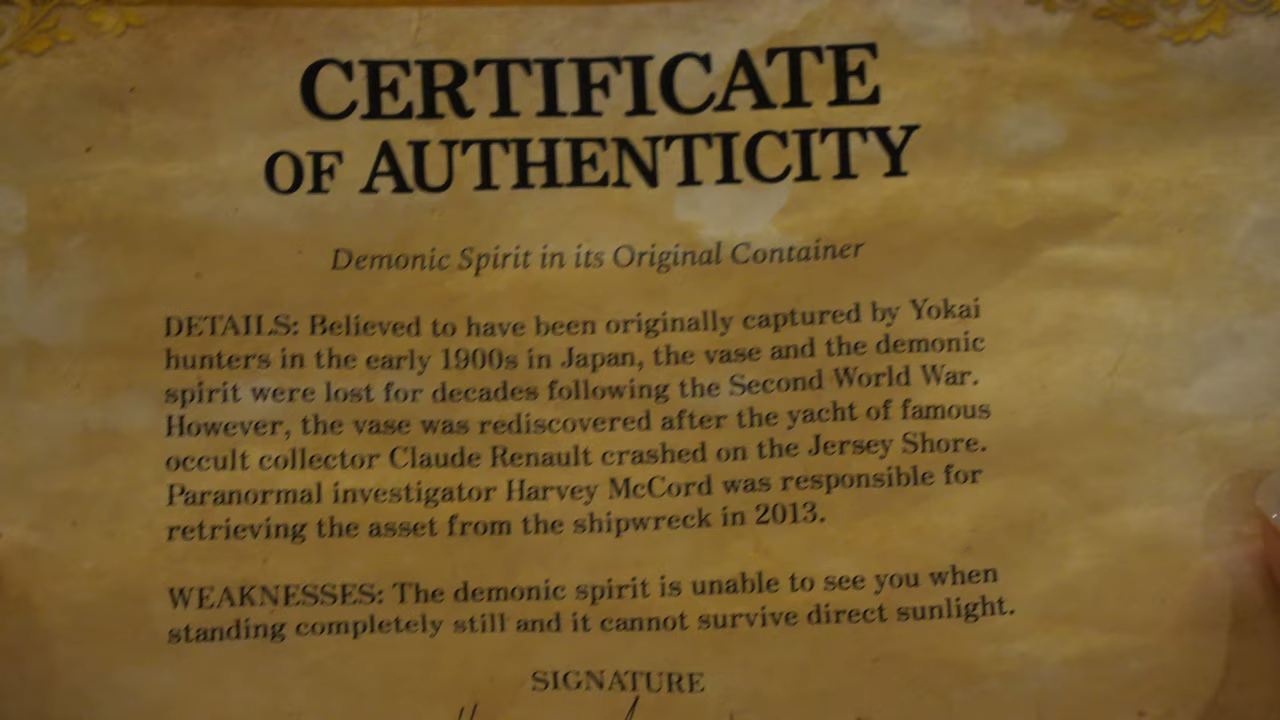 CERTIFICATE
OF AUTHENTICITY
Demonic Spirit in its Original Container
DETAILS: Believed to have been originally captured by Yokai
hunters in the early 1900s in Japan, the vase and the demonic
spirit were lost for decades following the Second World War.
However, the vase was rediscovered after the yacht of famous
occult collector Claude Renault crashed on the Jersey Shore.
Paranormal investigator Harvey McCord was responsible for
retrieving the asset from the shipwreck in 2013.
WEAKNESSES: The demonic spirit is unable to see you when
standing completely still and it cannot survive direct sunlight.
SIGNATURE